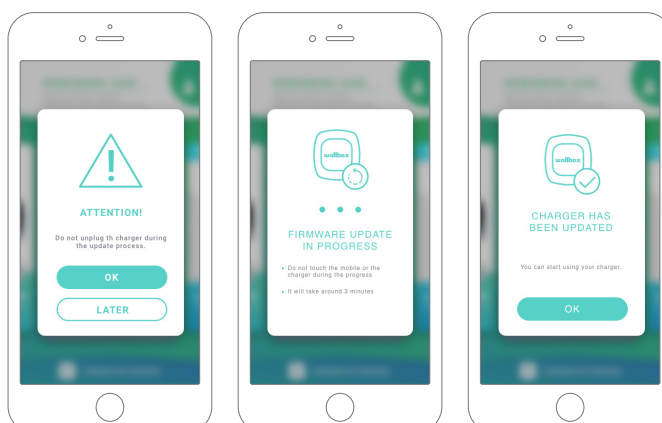 ATTENTION!
Do not unplug th charger during
the update process.
OK
LATER
wallbox
FIRMWARE UPDATE
IN PROGRESS
Do not touch the mobile or the
charger during the progress
It will take around 3 minutes
wallbox
CHARGER HAS
BEEN UPDATED
You can start using your charger.
OK